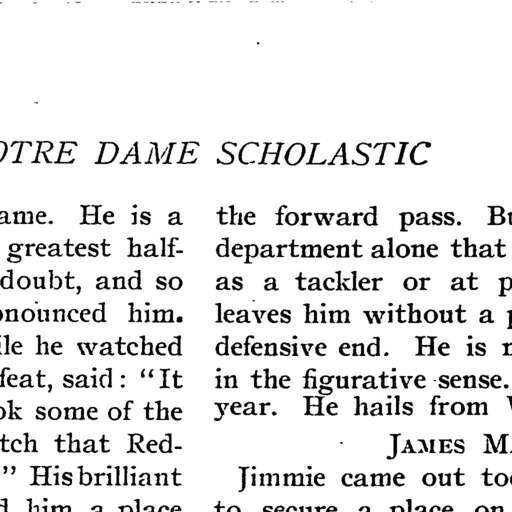 OTRE DAME SCHOLASTIC
ame. He is a
greatest half-
doubt, and so
onounced him.
ile he watched
feat, said: "It
ok some of the
tch that Red-
" His brilliant
d him a place
the forward pass. Bu
department alone that
as a tackler or at p
leaves him without a p
defensive end. He is
in the figurative sense.
year. He hails from
JAMES MA
Jimmie came out too
to secure a place on